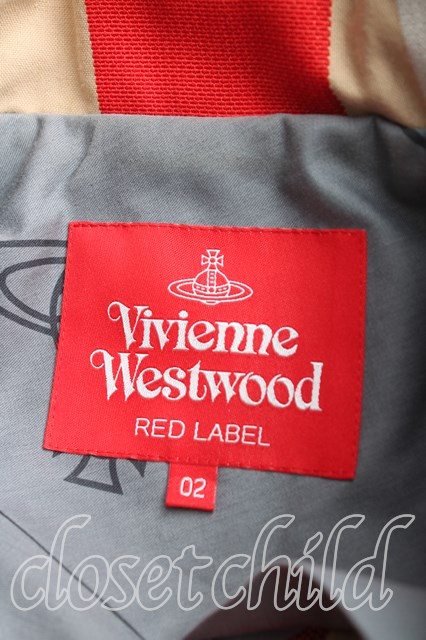 Vivienne
Westwood
RED LABEL
02
closetchild